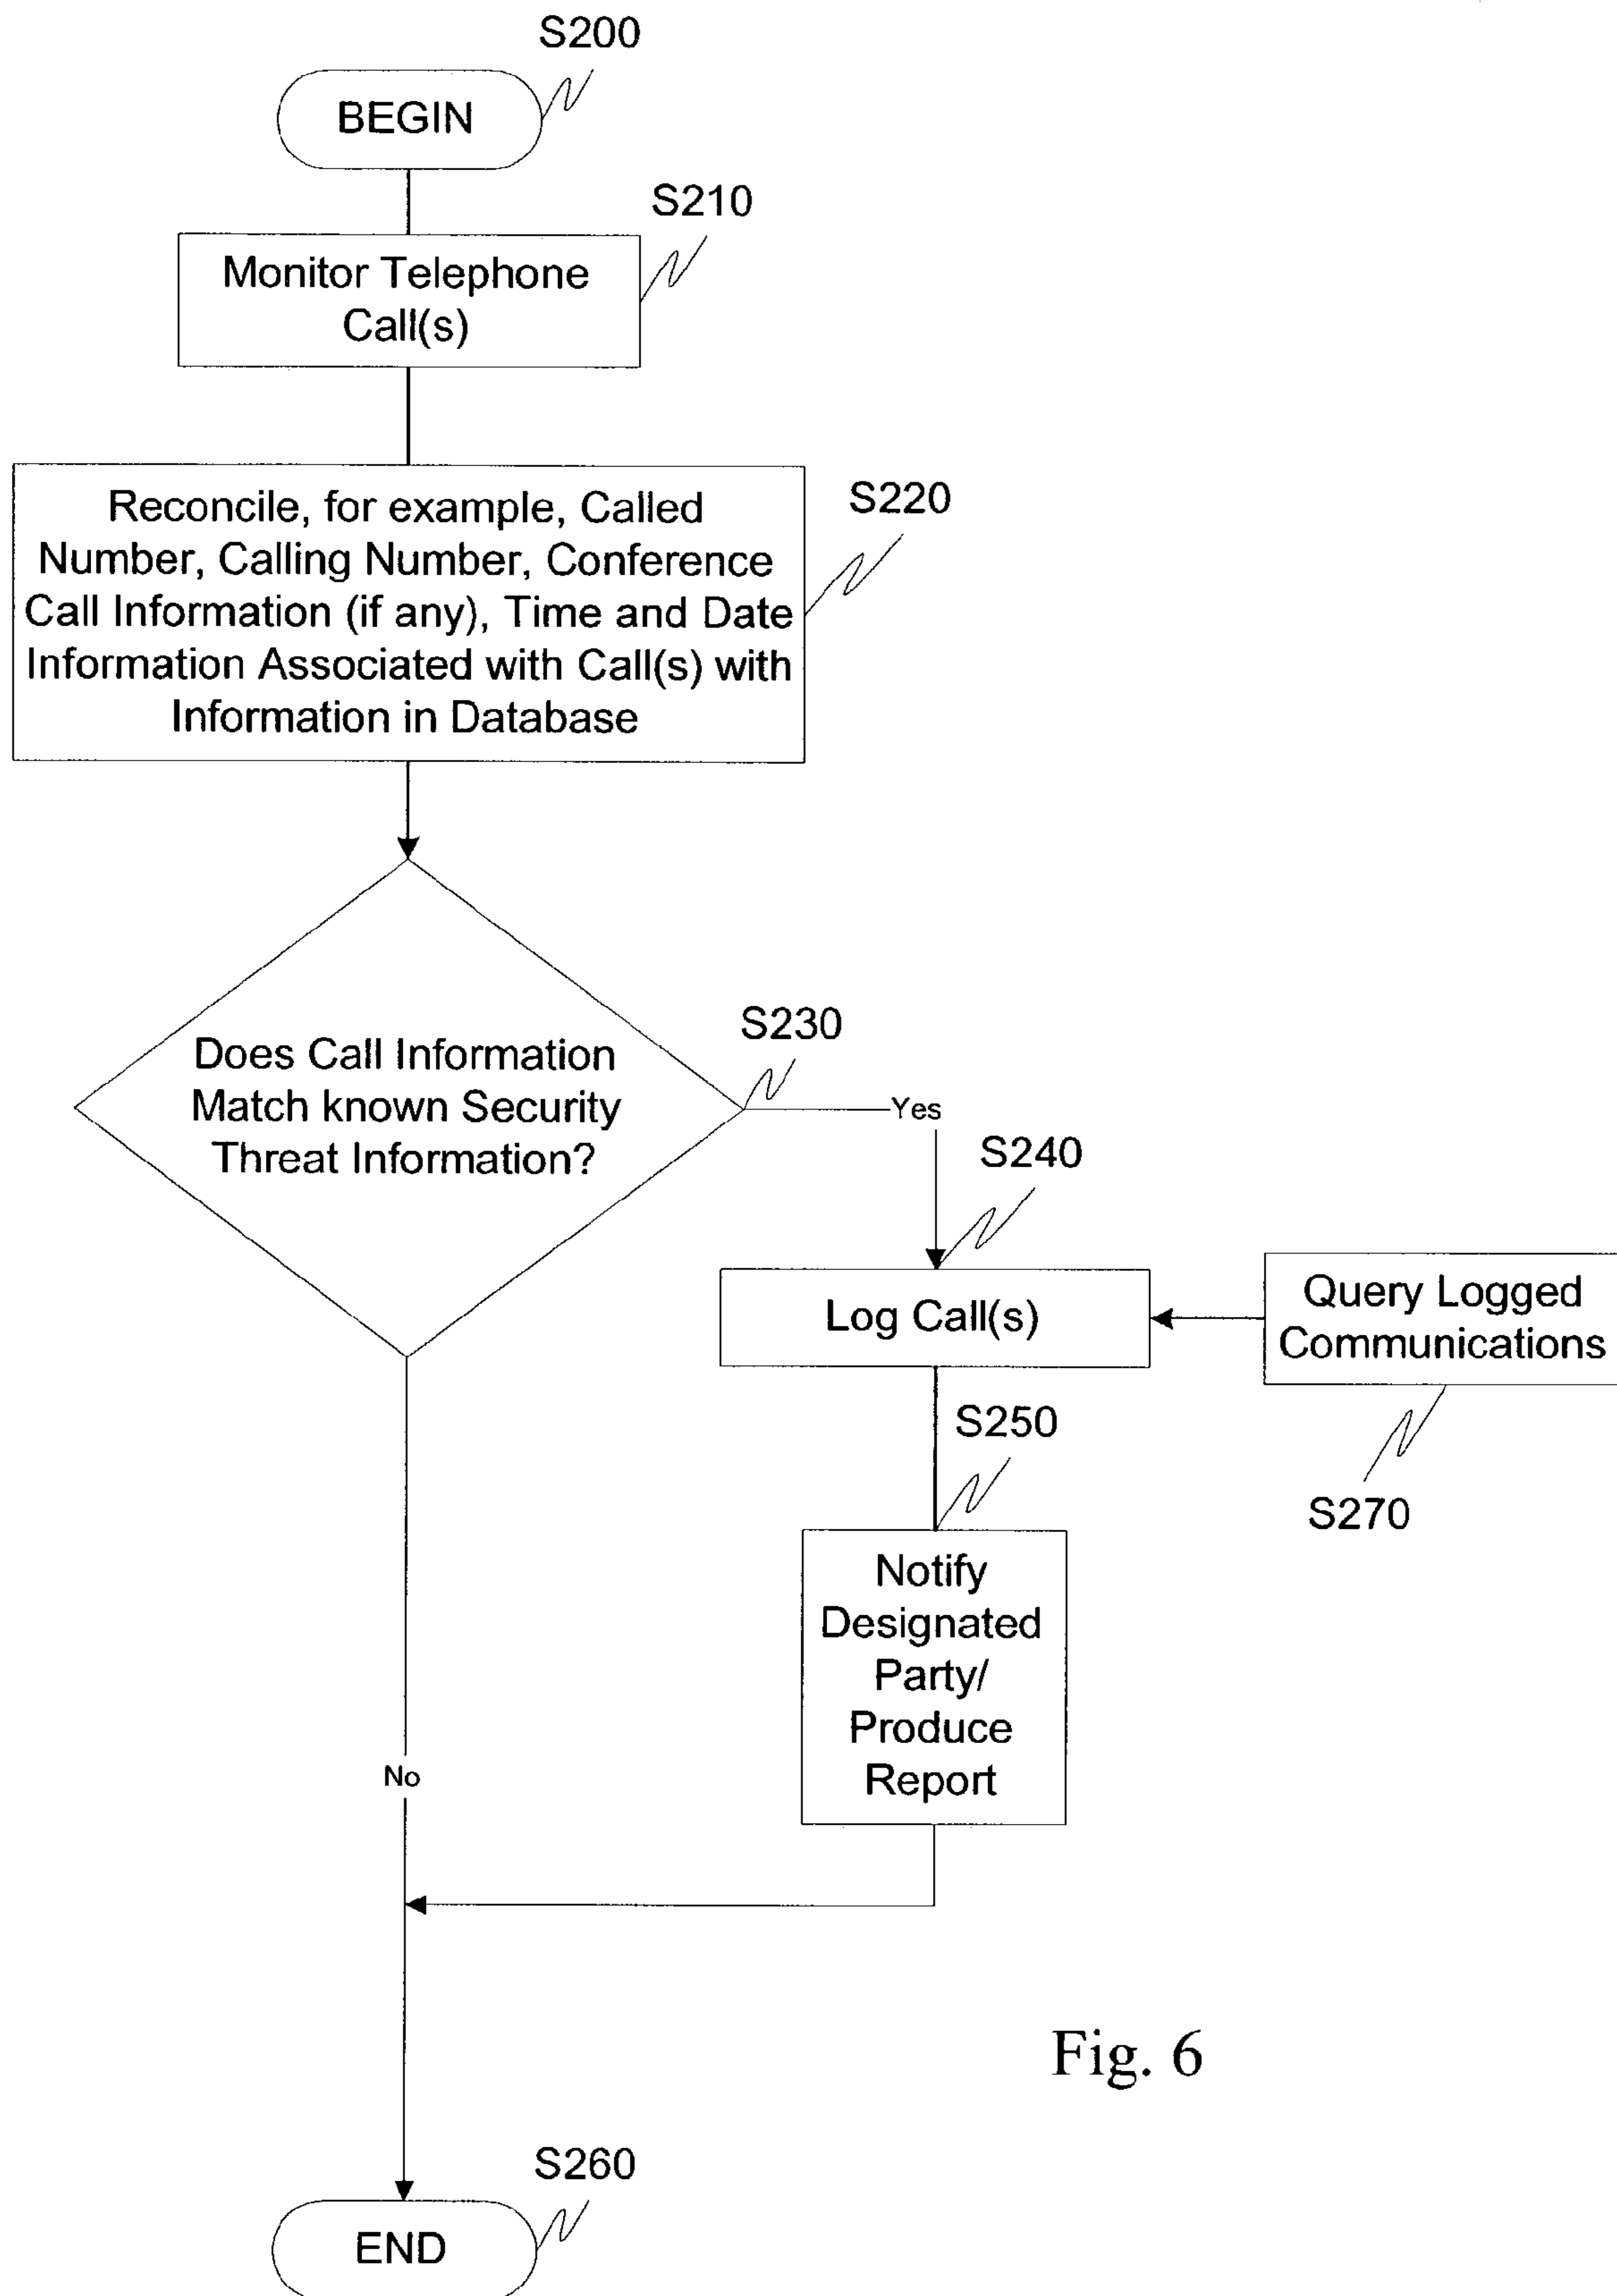 S200
BEGIN
S210
Monitor Telephone
Call(s)
S220
Reconcile, for example, Called
Number, Calling Number, Conference
Call Information (if any), Time and Date
Information Associated with Call(s) with
Information in Database
S230
Does Call Information
Match known Security
Threat Information?
Yes
S240
Log Call(s)
Query Logged
Communications
S270
S250
Notify
Designated
Party/
Produce
Report
No
Fig. 6
S260
END